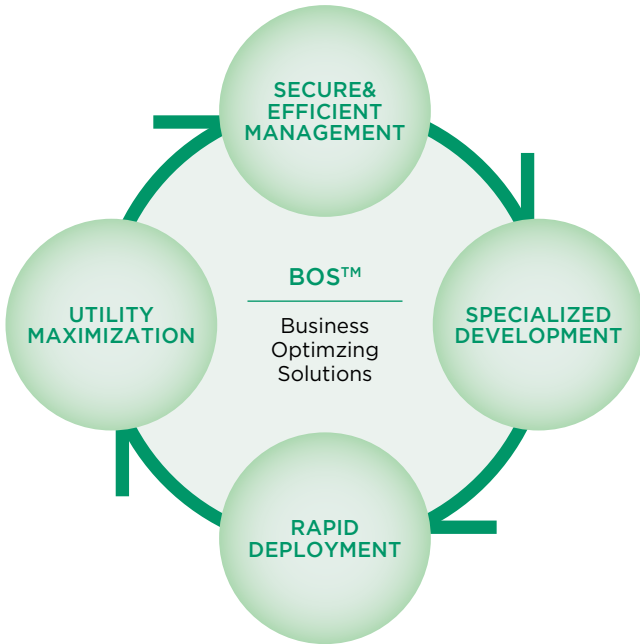 SECURE&
EFFICIENT
MANAGEMENT
BOS™
Business
Optimzing
Solutions
UTILITY
MAXIMIZATION
SPECIALIZED
DEVELOPMENT
RAPID
DEPLOYMENT